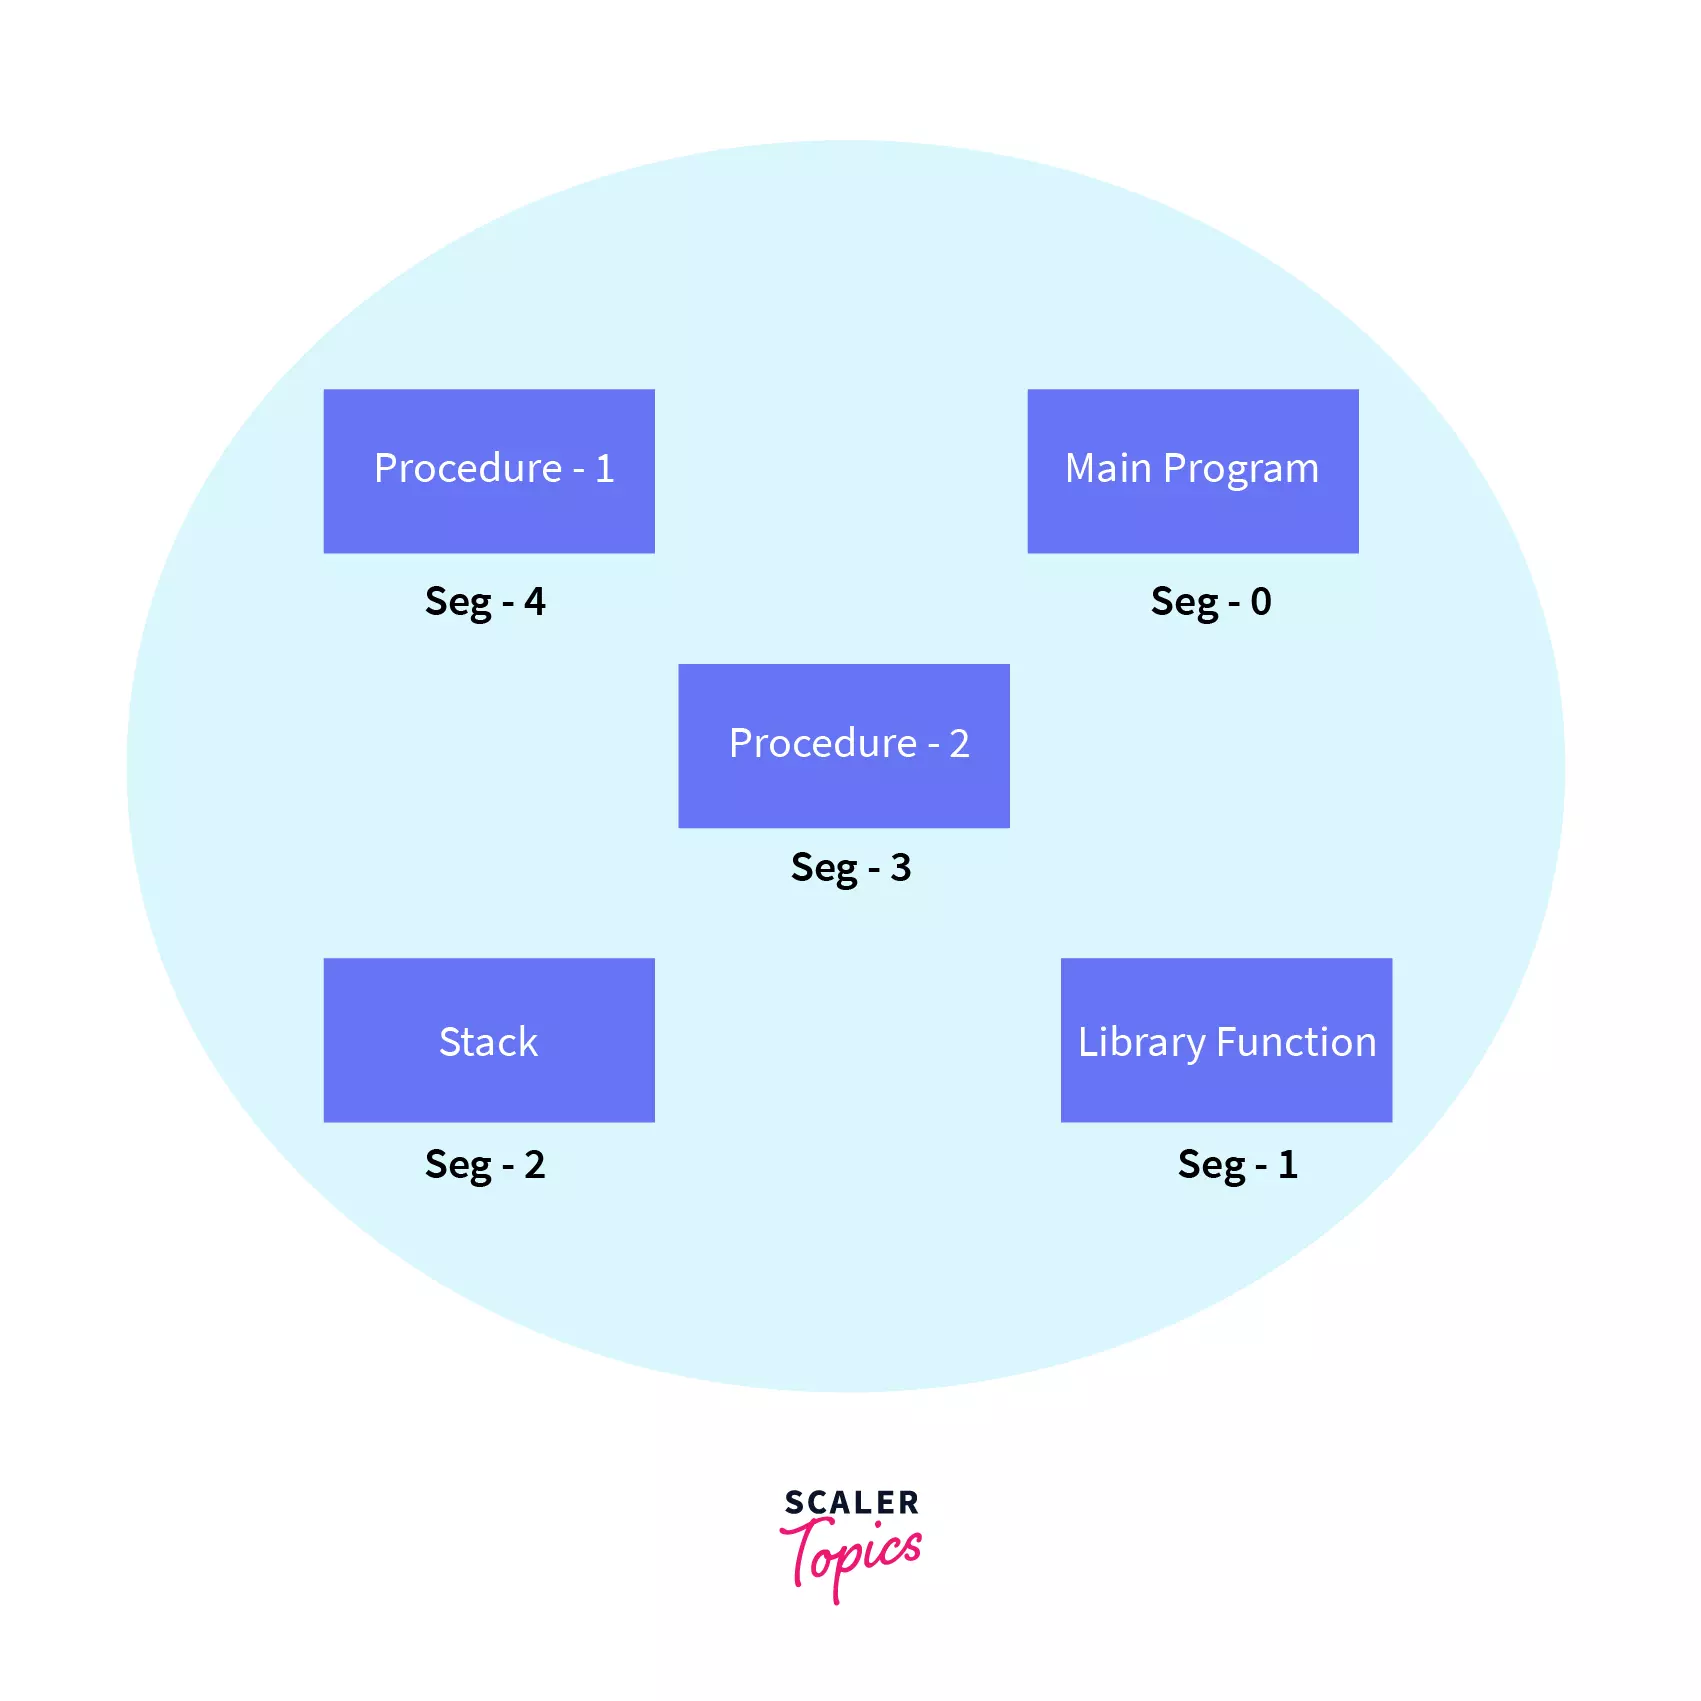 Procedure - 1
Main Program
Seg - 4
Seg - 0
Procedure - 2
Seg - 3
Stack
Library Function
Seg - 2
Seg - 1
SCALER
Topics